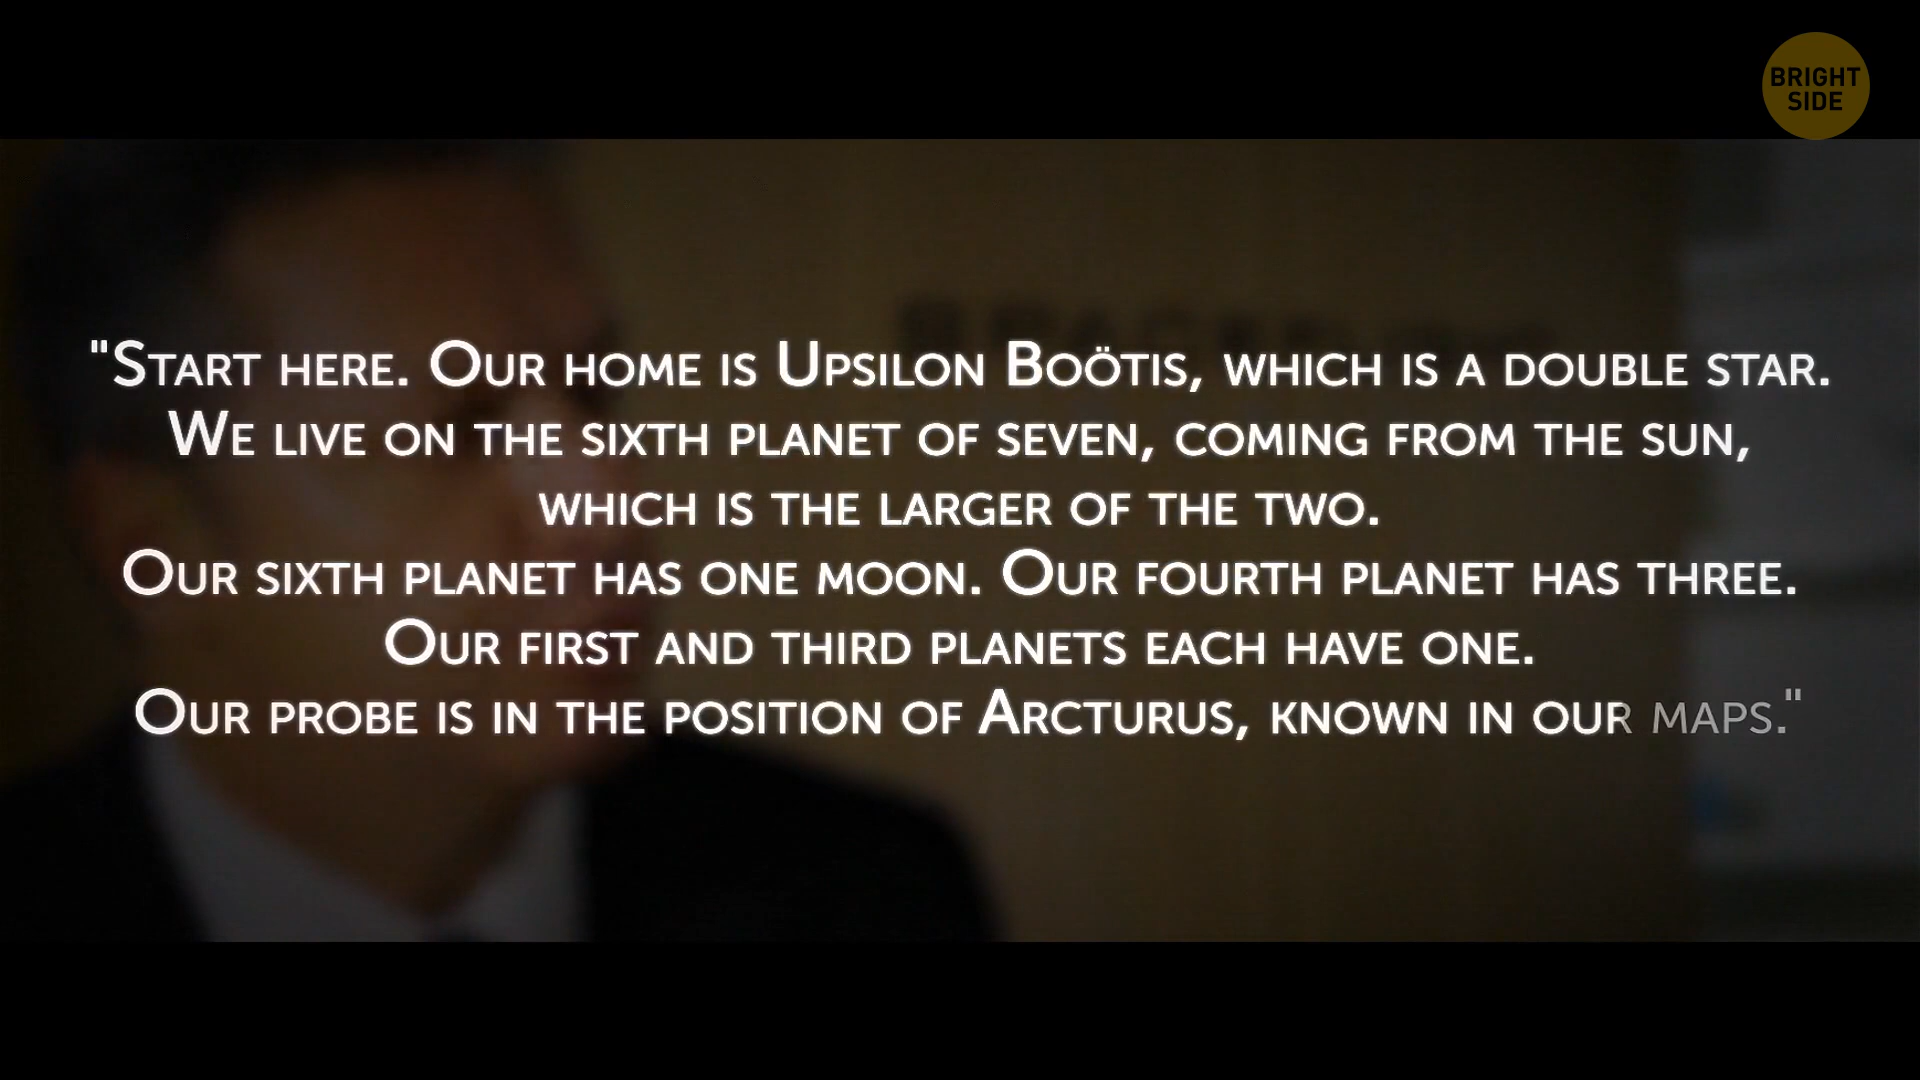 BRIGHT
SIDE
"Start here. Our home is Upsilon Boötis, which is a double star.
We live on the sixth planet of seven, coming from the sun,
which is the larger of the two.
Our sixth planet has one moon. Our fourth planet has three.
Our first and third planets each have one.
Our probe is in the position of Arcturus, known in our maps."